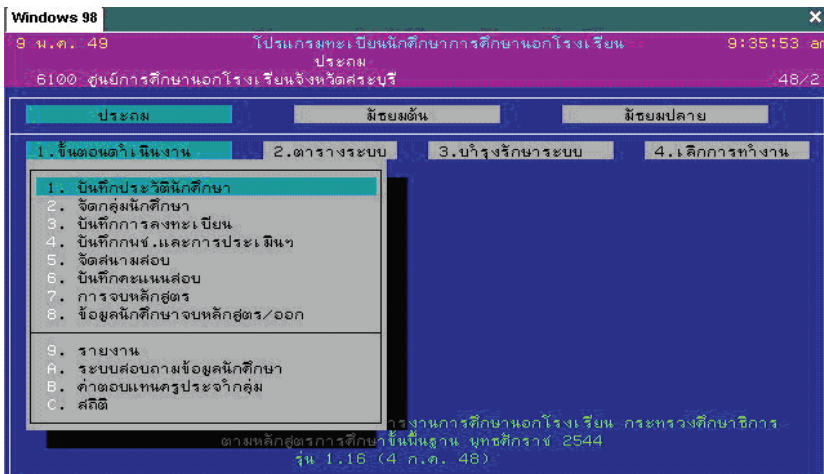 Windows 98
9 ม.ค. 49 โปรแกรมทะเบียนนักศึกษาการศึกษานอกโรงเรียน 9:35:53 am
ประถม
6100 ศูนย์การศึกษานอกโรงเรียนจังหวัดสระบุรี 48/2
ประถม มัธยมต้น มัธยมปลาย
1.ขั้นตอนดำเนินงาน 2.ตารางระบบ 3.บำรุงรักษาระบบ 4.เลิกการทำงาน
1. บันทึกประวัตินักศึกษา
2. จัดกลุ่มนักศึกษา
3. บันทึกการลงทะเบียน
4. บันทึกกพช.และการประเมินฯ
5. จัดสนามสอบ
6. บันทึกคะแนนสอบ
7. การจบหลักสูตร
8. ข้อมูลนักศึกษาจบหลักสูตร/ออก
9. รายงาน
A. ระบบสอบถามข้อมูลนักศึกษา
B. ค่าตอบแทนครูประจำกลุ่ม
C. สถิติ
งานการศึกษานอกโรงเรียน กระทรวงศึกษาธิการ
ตามหลักสูตรการศึกษาขั้นพื้นฐาน พุทธศักราช 2544
รุ่น 1.16 (4 ก.ค. 48)